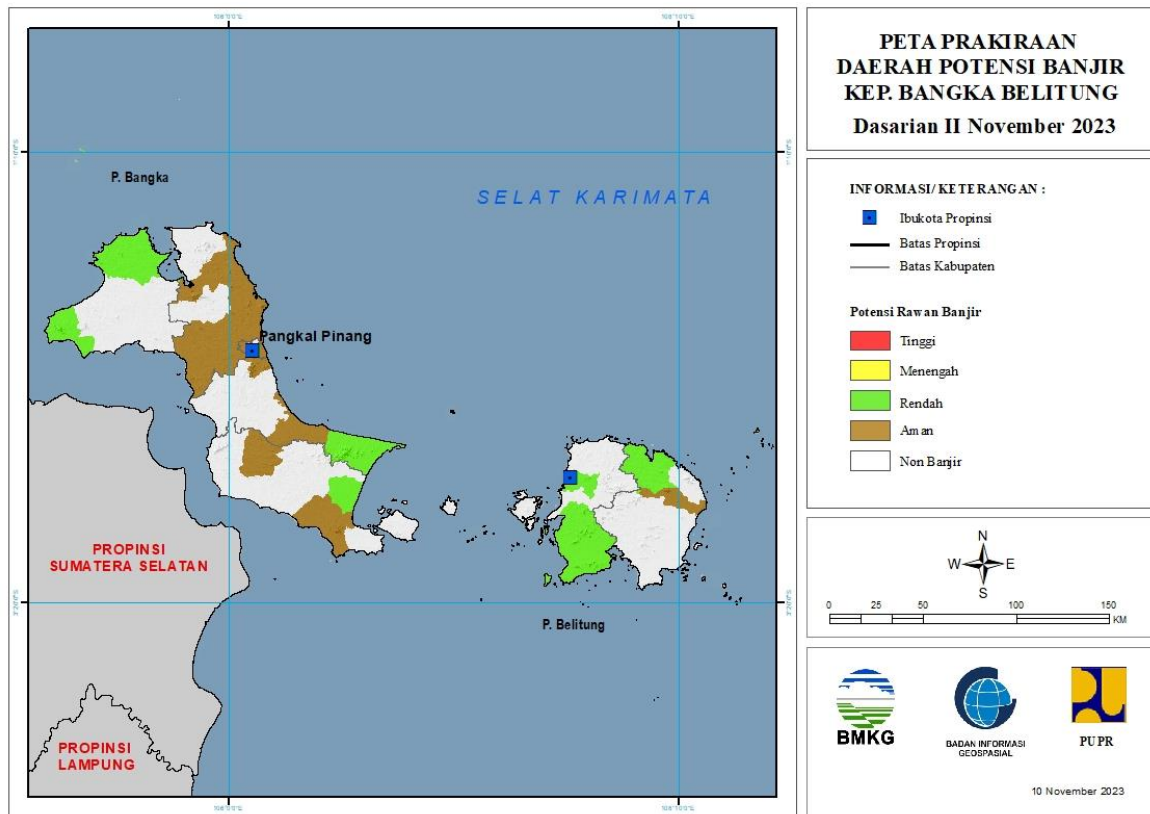 PETA PRAKIRAAN
DAERAH POTENSI BANJIR
KEP. BANGKA BELITUNG
Dasarian II November 2023
P. Bangka
SELAT KARIMATA
Pangkal Pinang
PROPINSI
SUMATERA SELATAN
P. Belitung
PROPINSI
LAMPUNG
INFORMASI/ KETERANGAN :
Ibukota Propinsi
Batas Propinsi
Batas Kabupaten
Potensi Rawan Banjir
Tinggi
Menengah
Rendah
Aman
Non Banjir
N
W E
S
0 25 50 100 150
KM
BMKG
BADAN INFORMASI
GEOSPASIAL
PUPR
10 November 2023